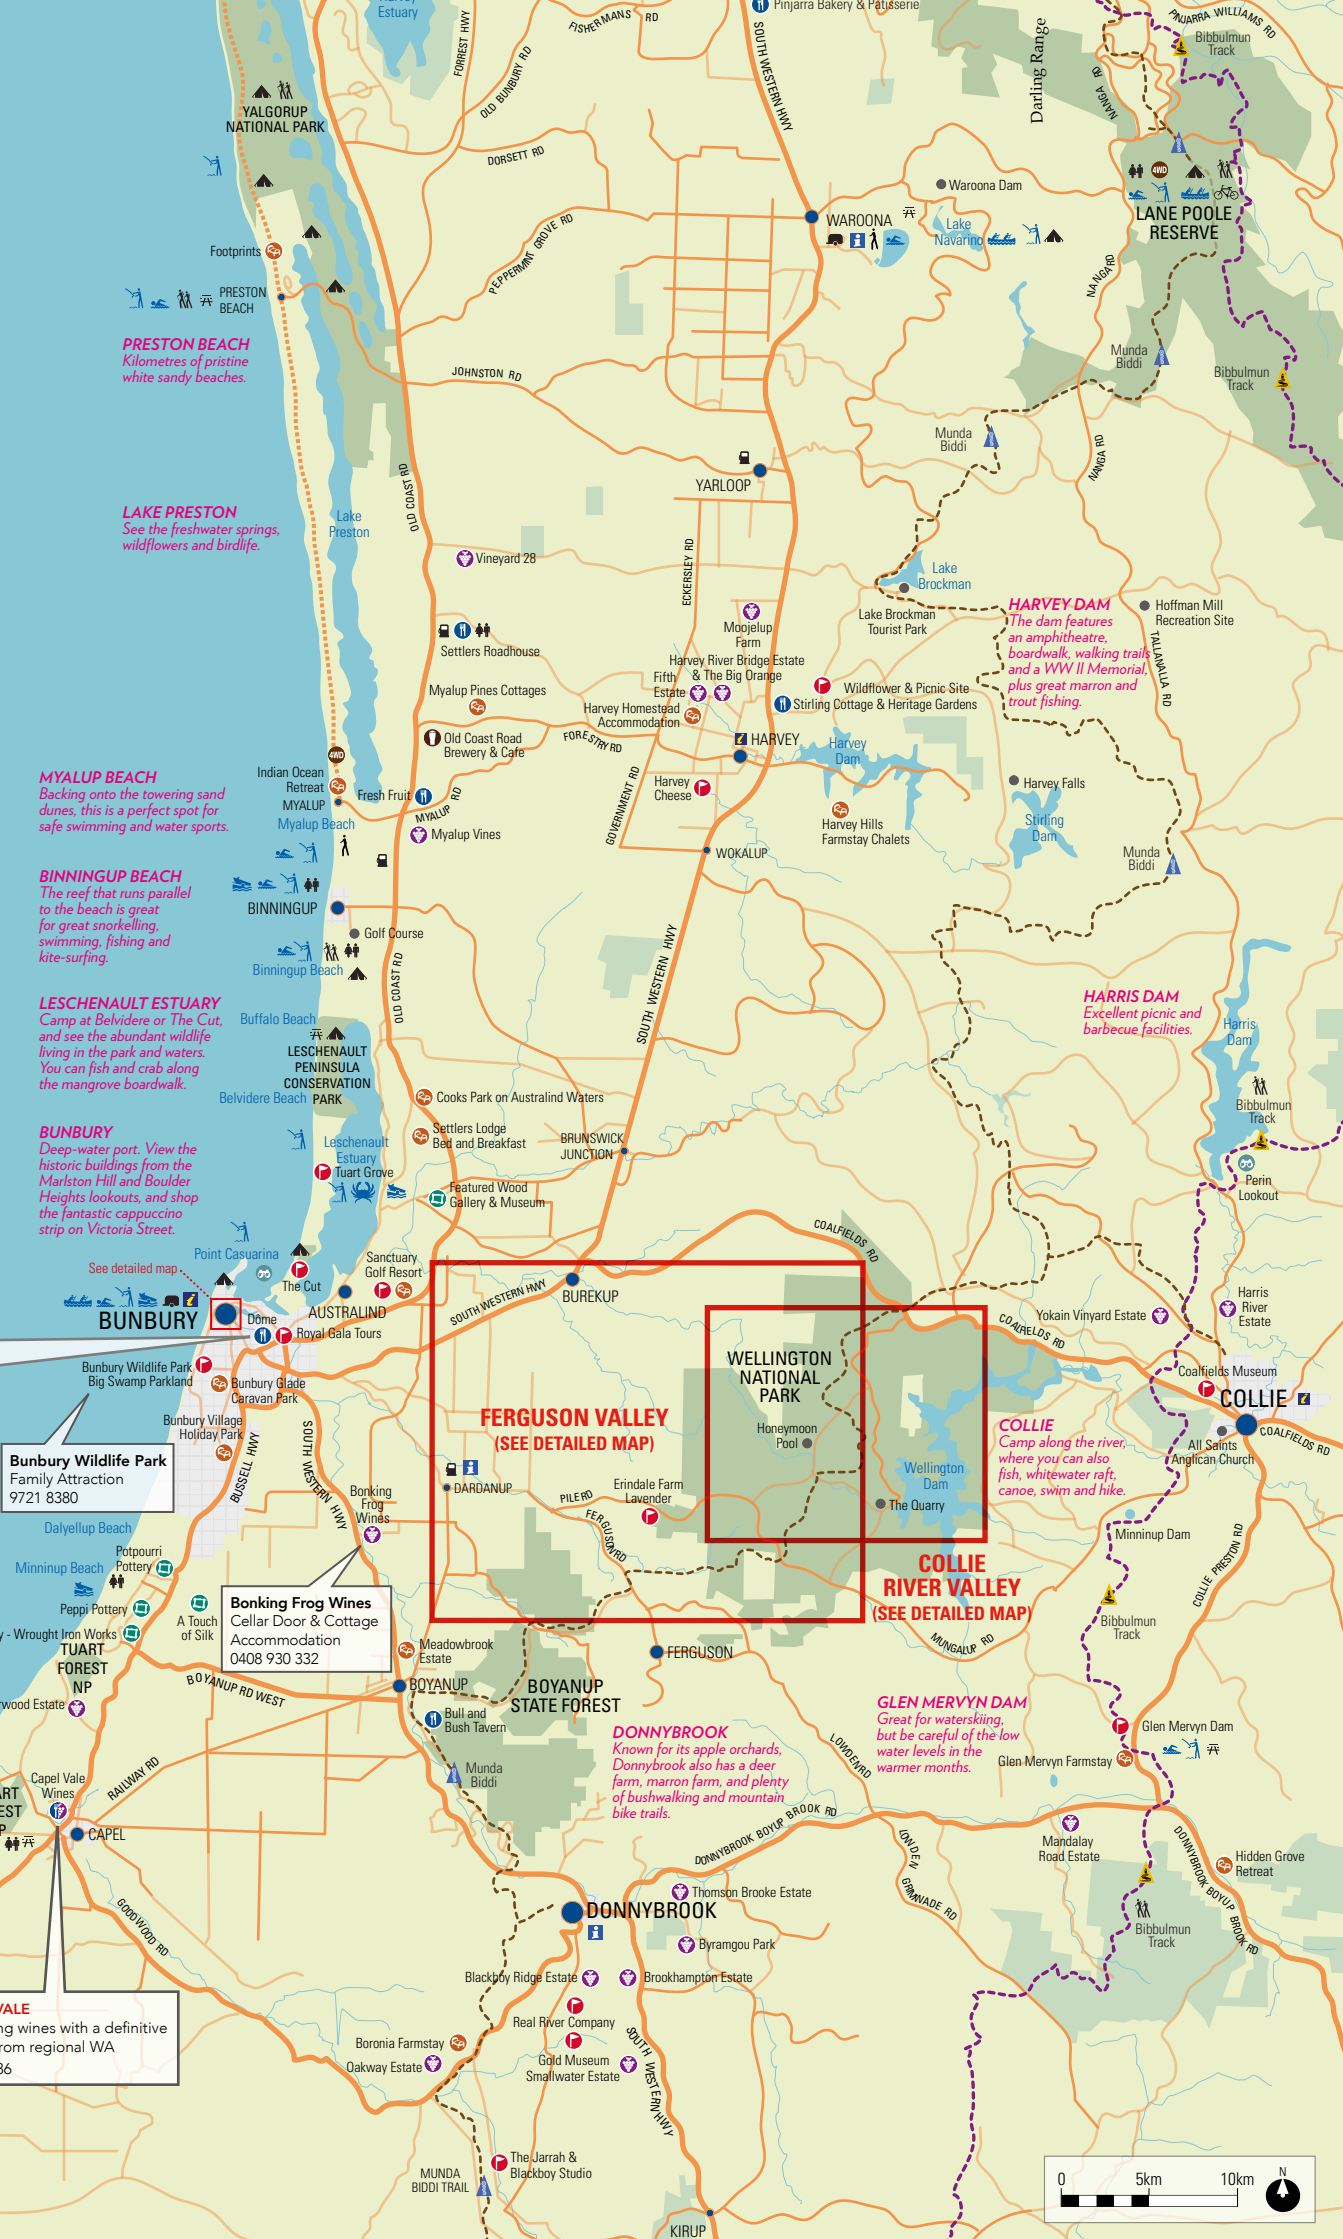 Estuary
FORREST HWY
FISHERMANS RD
Pinjarra Bakery & Patisserie
SOUTH WESTERN HWY
Darling Range
PINJARRA WILLIAMS RD
Bibbulmun
Track
OLD BUNBURY RD
NANGA RD
YALGORUP
NATIONAL PARK
DORSETT RD
Waroona Dam
4WD
LANE POOLE
RESERVE
WAROONA
Lake
Navarino
PEPPERMINT GROVE RD
Footprints
PRESTON
BEACH
NANGA RD
PRESTON BEACH
Kilometres of pristine
white sandy beaches.
JOHNSTON RD
Munda
Biddi
Bibbulmun
Track
Munda
Biddi
NANGA RD
OLD COAST RD
YARLOOP
LAKE PRESTON
See the freshwater springs,
wildflowers and birdlife.
Lake
Preston
Vineyard 28
ECKERSLEY RD
Lake
Brockman
Lake Brockman
Tourist Park
HARVEY DAM
The dam features
an amphitheatre,
boardwalk, walking trails
and a WW II Memorial,
plus great marron and
trout fishing.
Hoffman Mill
Recreation Site
TALLANALLA RD
Moojelup
Farm
Settlers Roadhouse
Harvey River Bridge Estate
& The Big Orange
Fifth
Estate
Wildflower & Picnic Site
Stirling Cottage & Heritage Gardens
Myalup Pines Cottages
Harvey Homestead
Accommodation
Old Coast Road
Brewery & Cafe
FORESTRY RD
HARVEY
Harvey
Dam
4WD
MYALUP BEACH
Backing onto the towering sand
dunes, this is a perfect spot for
safe swimming and water sports.
Indian Ocean
Retreat
MYALUP
Myalup Beach
Fresh Fruit
MYALUP RD
Myalup Vines
GOVERNMENT RD
Harvey
Cheese
Harvey Hills
Farmstay Chalets
Harvey Falls
Stirling
Dam
WOKALUP
Munda
Biddi
BINNINGUP BEACH
The reef that runs parallel
to the beach is great
for great snorkelling,
swimming, fishing and
kite-surfing.
BINNINGUP
Golf Course
Binningup Beach
OLD COAST RD
SOUTH WESTERN HWY
LESCHENAULT ESTUARY
Camp at Belvidere or The Cut,
and see the abundant wildlife
living in the park and waters.
You can fish and crab along
the mangrove boardwalk.
Buffalo Beach
LESCHENAULT
PENINSULA
CONSERVATION
PARK
Belvidere Beach
HARRIS DAM
Excellent picnic and
barbecue facilities.
Harris
Dam
Bibbulmun
Track
Perin
Lookout
Cooks Park on Australind Waters
Settlers Lodge
Bed and Breakfast
BRUNSWICK
JUNCTION
BUNBURY
Deep-water port. View the
historic buildings from the
Marlston Hill and Boulder
Heights lookouts, and shop
the fantastic cappuccino
strip on Victoria Street.
Leschenault
Estuary
Tuart Grove
Featured Wood
Gallery & Museum
COALFIELDS RD
Point Casuarina
See detailed map
The Cut
Sanctuary
Golf Resort
AUSTRALIND
BUNBURY
Dôme
Royal Gala Tours
SOUTH WESTERN HWY
BUREKUP
COALFIELDS RD
Yokain Vinyard Estate
Harris
River
Estate
Bunbury Wildlife Park
Big Swamp Parkland
Bunbury Glade
Caravan Park
Bunbury Village
Holiday Park
WELLINGTON
NATIONAL
PARK
Honeymoon
Pool
FERGUSON VALLEY
(SEE DETAILED MAP)
Coalfields Museum
COLLIE
COALFIELDS RD
All Saints
Anglican Church
COLLIE
Camp along the river,
where you can also
fish, whitewater raft,
canoe, swim and hike.
Bunbury Wildlife Park
Family Attraction
9721 8380
BUSSELL HWY
SOUTH WESTERN HWY
Bonking
Frog
Wines
DARDANUP
PILE RD
FERGUSON RD
Erindale Farm
Lavender
Wellington
Dam
The Quarry
Minninup Dam
Dalyellup Beach
Minninup Beach
Potpourri
Pottery
Peppi Pottery
A Touch
of Silk
y - Wrought Iron Works
TUART
FOREST
NP
Bonking Frog Wines
Cellar Door & Cottage
Accommodation
0408 930 332
COLLIE
RIVER VALLEY
(SEE DETAILED MAP)
COLLIE PRESTON RD
Bibbulmun
Track
MUNGALUP RD
Meadowbrook
Estate
FERGUSON
BOYANUP
BOYANUP RD WEST
BOYANUP
STATE FOREST
rwood Estate
Bull and
Bush Tavern
Munda
Biddi
DONNYBROOK
Known for its apple orchards,
Donnybrook also has a deer
farm, marron farm, and plenty
of bushwalking and mountain
bike trails.
LOWDEN RD
GLEN MERVYN DAM
Great for waterskiing,
but be careful of the low
water levels in the
warmer months.
Glen Mervyn Dam
Glen Mervyn Farmstay
Capel Vale
Wines
RAILWAY RD
ART
EST
P
CAPEL
DONNYBROOK BOYUP BROOK RD
LOWDEN
GRIMWADE RD
Mandalay
Road Estate
DONNYBROOK BOYUP BROOK RD
Hidden Grove
Retreat
GOODWOOD RD
DONNYBROOK
Thomson Brooke Estate
Byramgou Park
Bibbulmun
Track
Blackboy Ridge Estate
Brookhampton Estate
VALE
ng wines with a definitive
rom regional WA
86
Real River Company
Boronia Farmstay
Oakway Estate
Gold Museum
Smallwater Estate
SOUTH WESTERN HWY
The Jarrah &
Blackboy Studio
MUNDA
BIDDI TRAIL
KIRUP
0 5km 10km
N